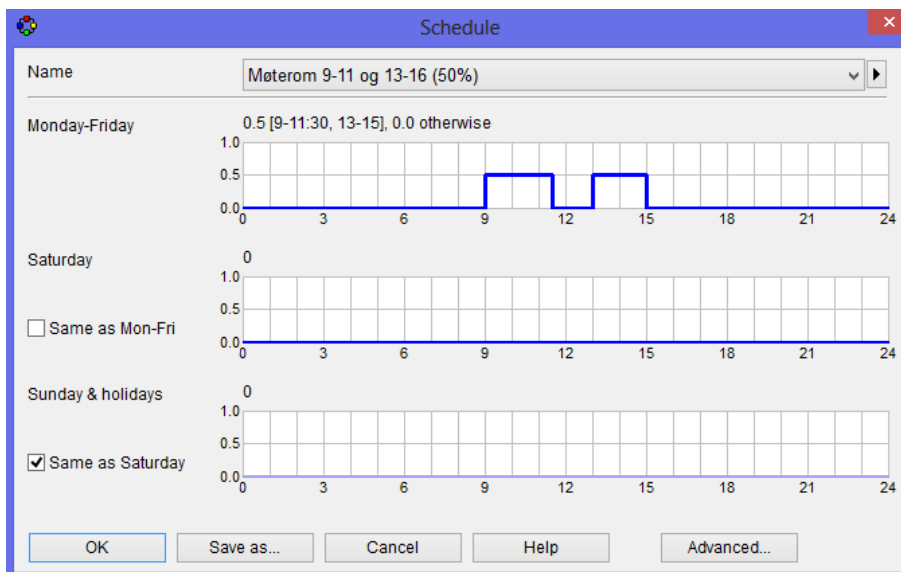 Schedule
Name
Møterom 9-11 og 13-16 (50%)
Monday-Friday
0.5 [9-11:30, 13-15], 0.0 otherwise
1.0
0.5
0.0
0 3 6 9 12 15 18 21 24
Saturday
0
1.0
0.5
Same as Mon-Fri
0.0
0 3 6 9 12 15 18 21 24
Sunday & holidays
0
1.0
0.5
Same as Saturday
0.0
0 3 6 9 12 15 18 21 24
OK Save as... Cancel Help Advanced...